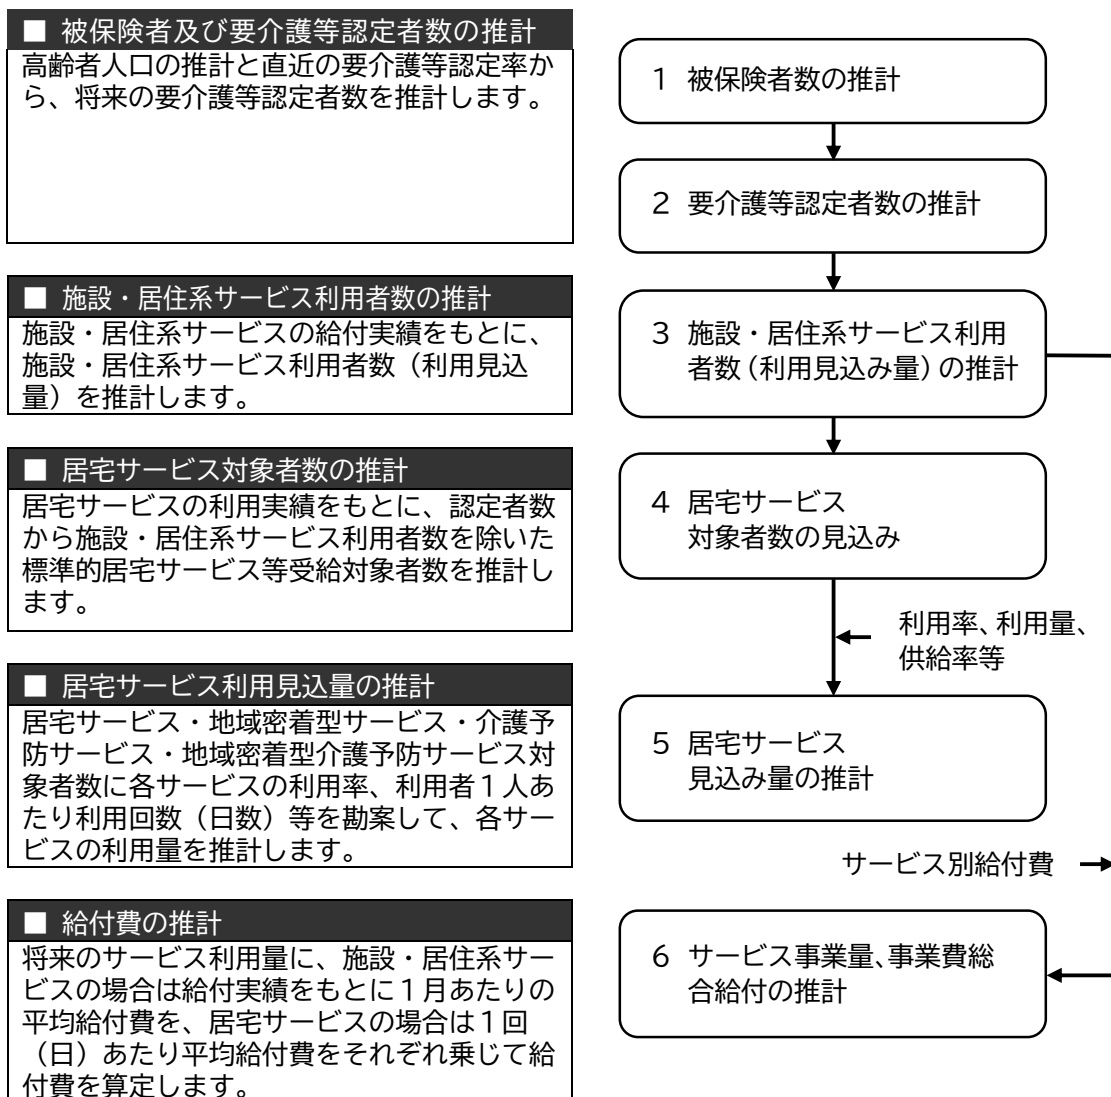 ■ 被保険者及び要介護等認定者数の推計
高齢者人口の推計と直近の要介護等認定率か
ら、将来の要介護等認定者数を推計します。
■ 施設・居住系サービス利用者数の推計
施設・居住系サービスの給付実績をもとに、
施設・居住系サービス利用者数（利用見込
量）を推計します。
■ 居宅サービス対象者数の推計
居宅サービスの利用実績をもとに、認定者数
から施設・居住系サービス利用者数を除いた
標準的居宅サービス等受給対象者数を推計し
ます。
■ 居宅サービス利用見込量の推計
居宅サービス・地域密着型サービス・介護予
防サービス・地域密着型介護予防サービス対
象者数に各サービスの利用率、利用者１人あ
たり利用回数（日数）等を勘案して、各サー
ビスの利用量を推計します。
■ 給付費の推計
将来のサービス利用量に、施設・居住系サー
ビスの場合は給付実績をもとに１月あたりの
平均給付費を、居宅サービスの場合は１回
（日）あたり平均給付費をそれぞれ乗じて給
付費を算定します。
１ 被保険者数の推計
２ 要介護等認定者数の推計
３ 施設・居住系サービス利用
者数（利用見込み量）の推計
４ 居宅サービス
対象者数の見込み
利用率、利用量、
供給率等
５ 居宅サービス
見込み量の推計
サービス別給付費
６ サービス事業量、事業費総
合給付の推計